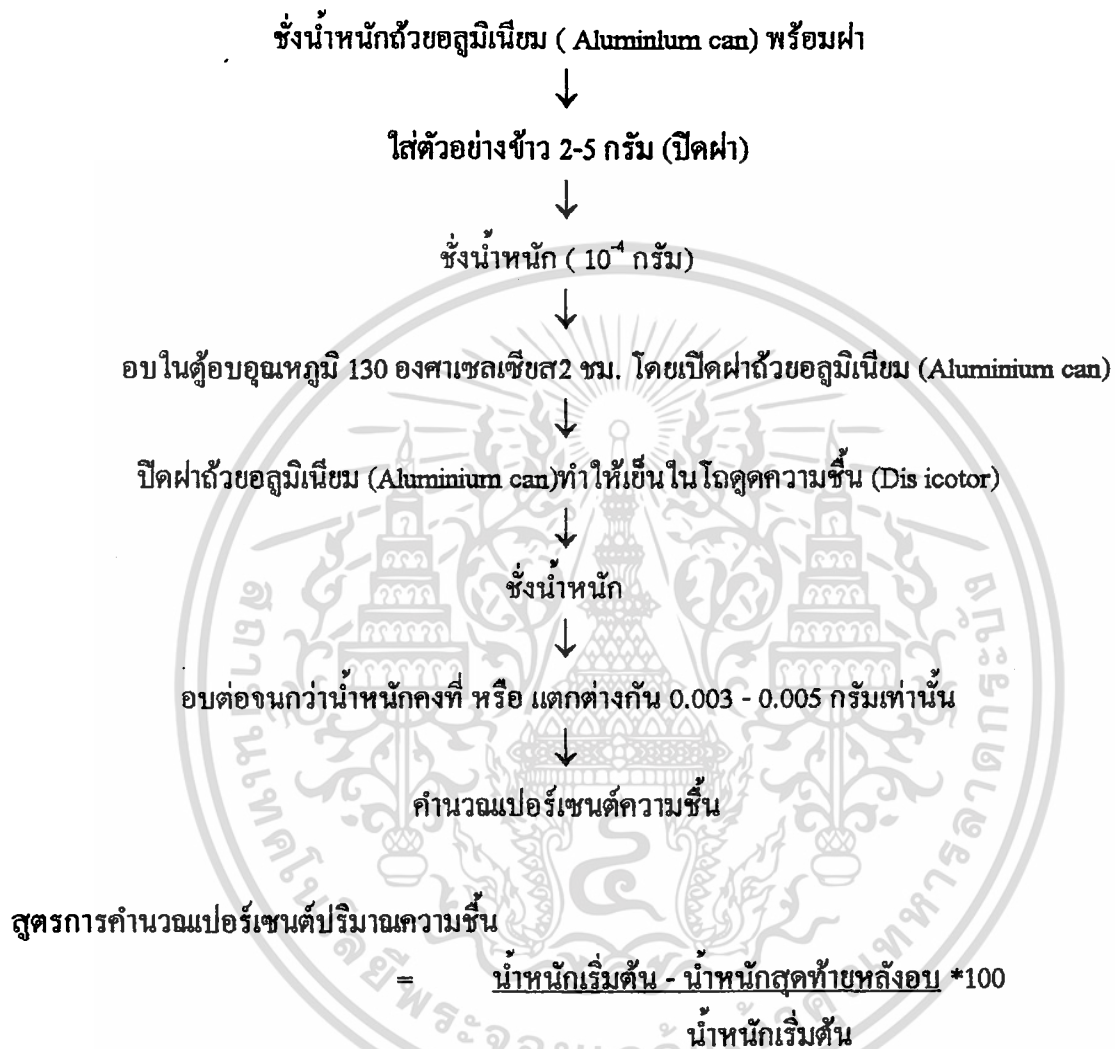 ชั่งน้ำหนักถ้วยอลูมิเนียม ( Aluminlum can) พร้อมฝา
↓
ใส่ตัวอย่างข้าว 2-5 กรัม (ปิดฝา)
↓
ชั่งน้ำหนัก ( 10⁻⁴ กรัม)
↓
อบในตู้อบอุณหภูมิ 130 องศาเซลเซียส2 ชม. โดยเปิดฝาถ้วยอลูมิเนียม (Aluminium can)
↓
ปิดฝาถ้วยอลูมิเนียม (Aluminium can)ทำให้เย็นในโถดูดความชื้น (Dis icotor)
↓
ชั่งน้ำหนัก
↓
อบต่อจนกว่าน้ำหนักคงที่ หรือ แตกต่างกัน 0.003 - 0.005 กรัมเท่านั้น
↓
คำนวณเปอร์เซนต์ความชื้น
สูตรการคำนวณเปอร์เซนต์ปริมาณความชื้น
= น้ำหนักเริ่มต้น - น้ำหนักสุดท้ายหลังอบ *100
น้ำหนักเริ่มต้น